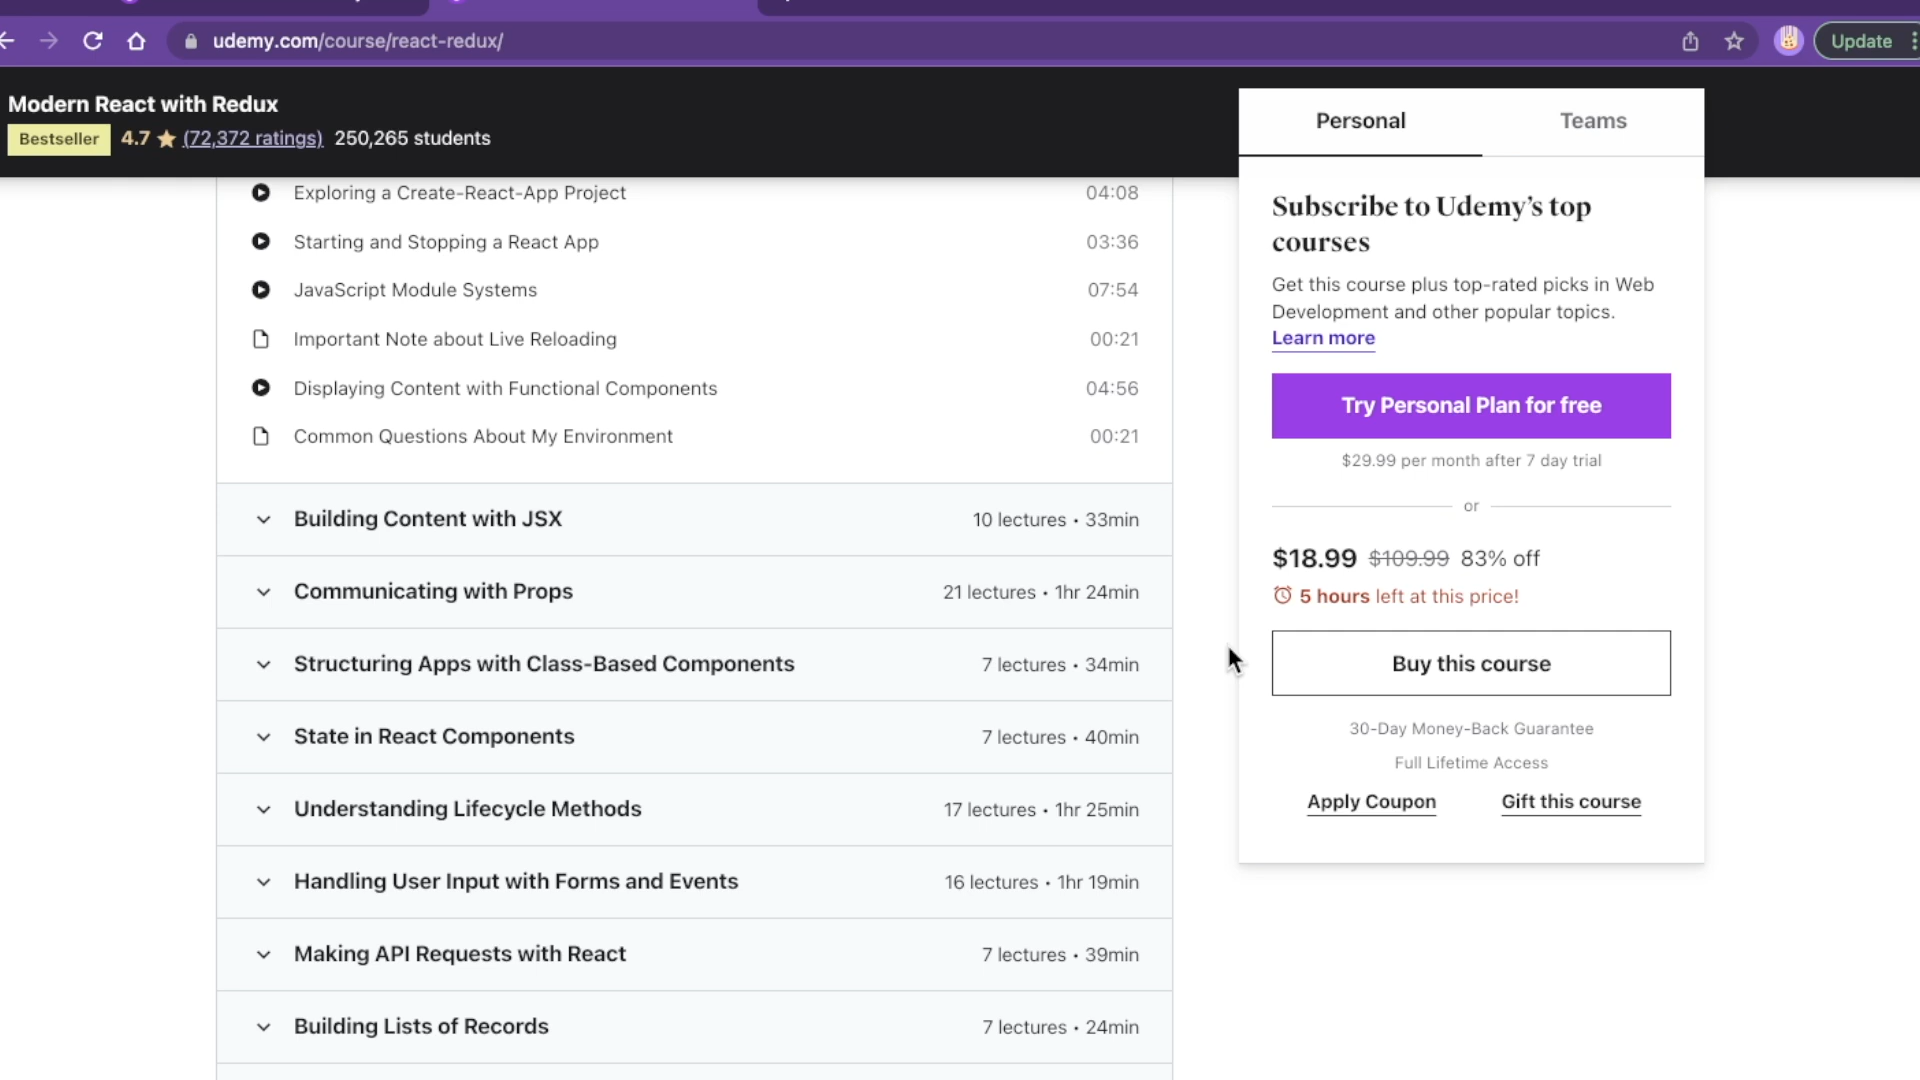 udemy.com/course/react-redux/
Update
Modern React with Redux
Bestseller 4.7 (72,372 ratings) 250,265 students
Exploring a Create-React-App Project 04:08
Starting and Stopping a React App 03:36
JavaScript Module Systems 07:54
Important Note about Live Reloading 00:21
Displaying Content with Functional Components 04:56
Common Questions About My Environment 00:21
Building Content with JSX 10 lectures • 33min
Communicating with Props 21 lectures • 1hr 24min
Structuring Apps with Class-Based Components 7 lectures • 34min
State in React Components 7 lectures • 40min
Understanding Lifecycle Methods 17 lectures • 1hr 25min
Handling User Input with Forms and Events 16 lectures • 1hr 19min
Making API Requests with React 7 lectures • 39min
Building Lists of Records 7 lectures • 24min
Personal Teams
Subscribe to Udemy’s top
courses
Get this course plus top-rated picks in Web
Development and other popular topics.
Learn more
Try Personal Plan for free
$29.99 per month after 7 day trial
or
$18.99 $109.99 83% off
5 hours left at this price!
Buy this course
30-Day Money-Back Guarantee
Full Lifetime Access
Apply Coupon Gift this course